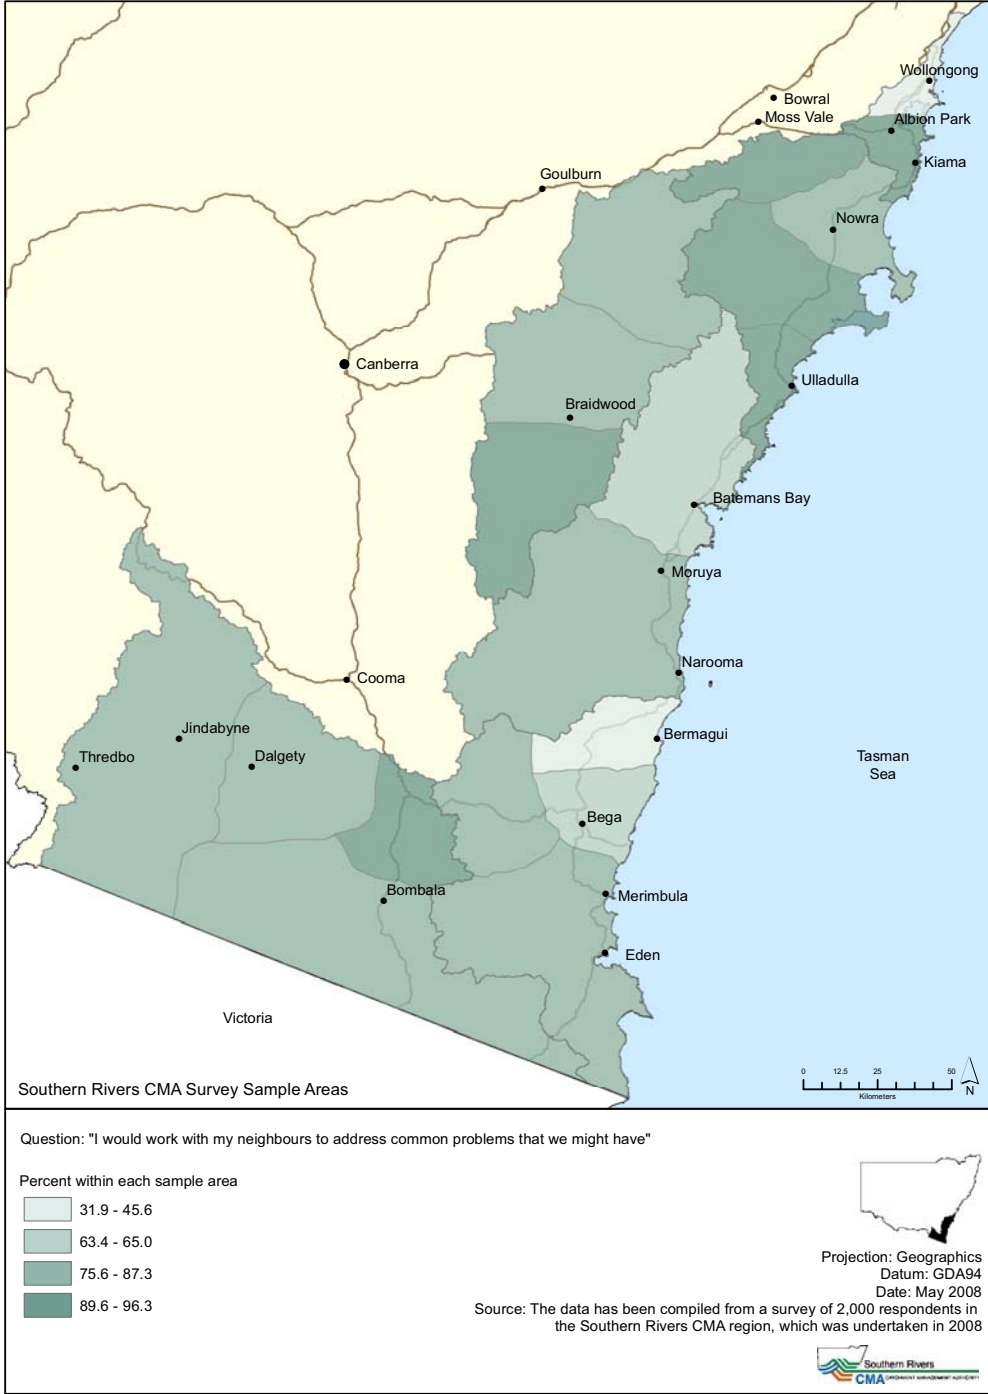 Wollongong
Bowral
Moss Vale
Albion Park
Kiama
Goulburn
Nowra
Canberra
Ulladulla
Braidwood
Batemans Bay
Moruya
Narooma
Cooma
Jindabyne
Bermagui
Thredbo
Dalgety
Tasman
Sea
Bega
Bombala
Merimbula
Eden
Victoria
0 12.5 25 50
Kilometers
N
Southern Rivers CMA Survey Sample Areas
Question: "I would work with my neighbours to address common problems that we might have"
Percent within each sample area
31.9 - 45.6
63.4 - 65.0
75.6 - 87.3
89.6 - 96.3
Projection: Geographics
Datum: GDA94
Date: May 2008
Source: The data has been compiled from a survey of 2,000 respondents in
the Southern Rivers CMA region, which was undertaken in 2008
Southern Rivers
CMA CATCHMENT MANAGEMENT AUTHORITY